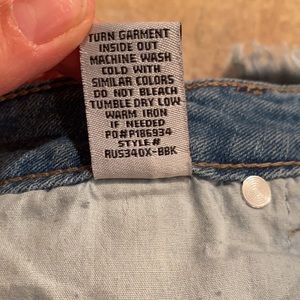 TURN GARMENT
INSIDE OUT
MACHINE WASH
COLD WITH
SIMILAR COLORS
DO NOT BLEACH
TUMBLE DRY LOW
WARM IRON
IF NEEDED
PO#P186934
STYLE#
RUS340X-BBK